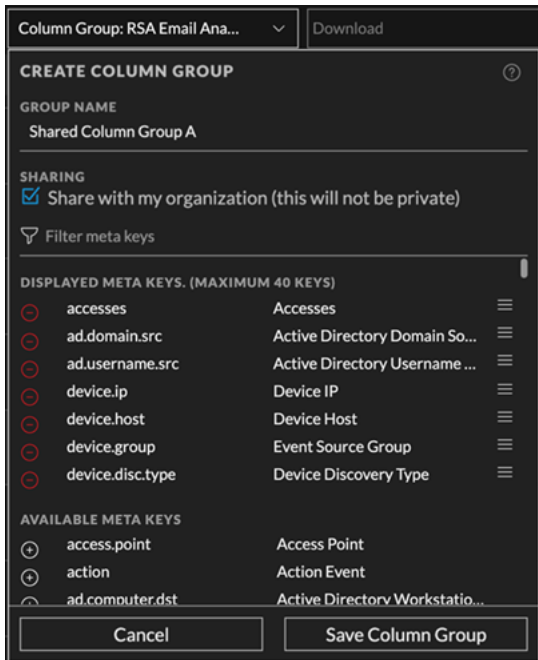 Column Group: RSA Email Ana... Download
CREATE COLUMN GROUP
GROUP NAME
Shared Column Group A
SHARING
Share with my organization (this will not be private)
Filter meta keys
DISPLAYED META KEYS. (MAXIMUM 40 KEYS)
accesses Accesses
ad.domain.src Active Directory Domain So...
ad.username.src Active Directory Username ...
device.ip Device IP
device.host Device Host
device.group Event Source Group
device.disc.type Device Discovery Type
AVAILABLE META KEYS
access.point Access Point
action Action Event
ad.computer.dst Active Directory Workstatio...
Cancel Save Column Group